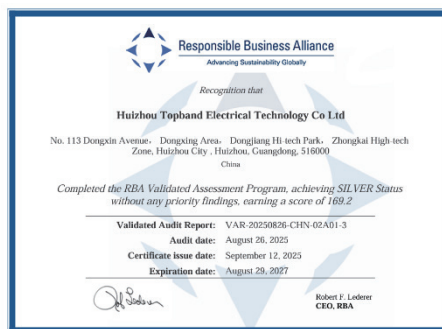 Responsible Business Alliance
Advancing Sustainability Globally
Recognition that
Huizhou Topband Electrical Technology Co Ltd
No. 113 Dongxin Avenue， Dongxing Area， Dongjiang Hi-tech Park， Zhongkai High-tech
Zone, Huizhou City , Huizhou, Guangdong, 516000
China
Completed the RBA Validated Assessment Program, achieving SILVER Status
without any priority findings, earning a score of 169.2
Validated Audit Report: VAR-20250826-CHN-02A01-3
Audit date: August 26, 2025
Certificate issue date: September 12, 2025
Expiration date: August 29, 2027
Robert F. Lederer
CEO, RBA